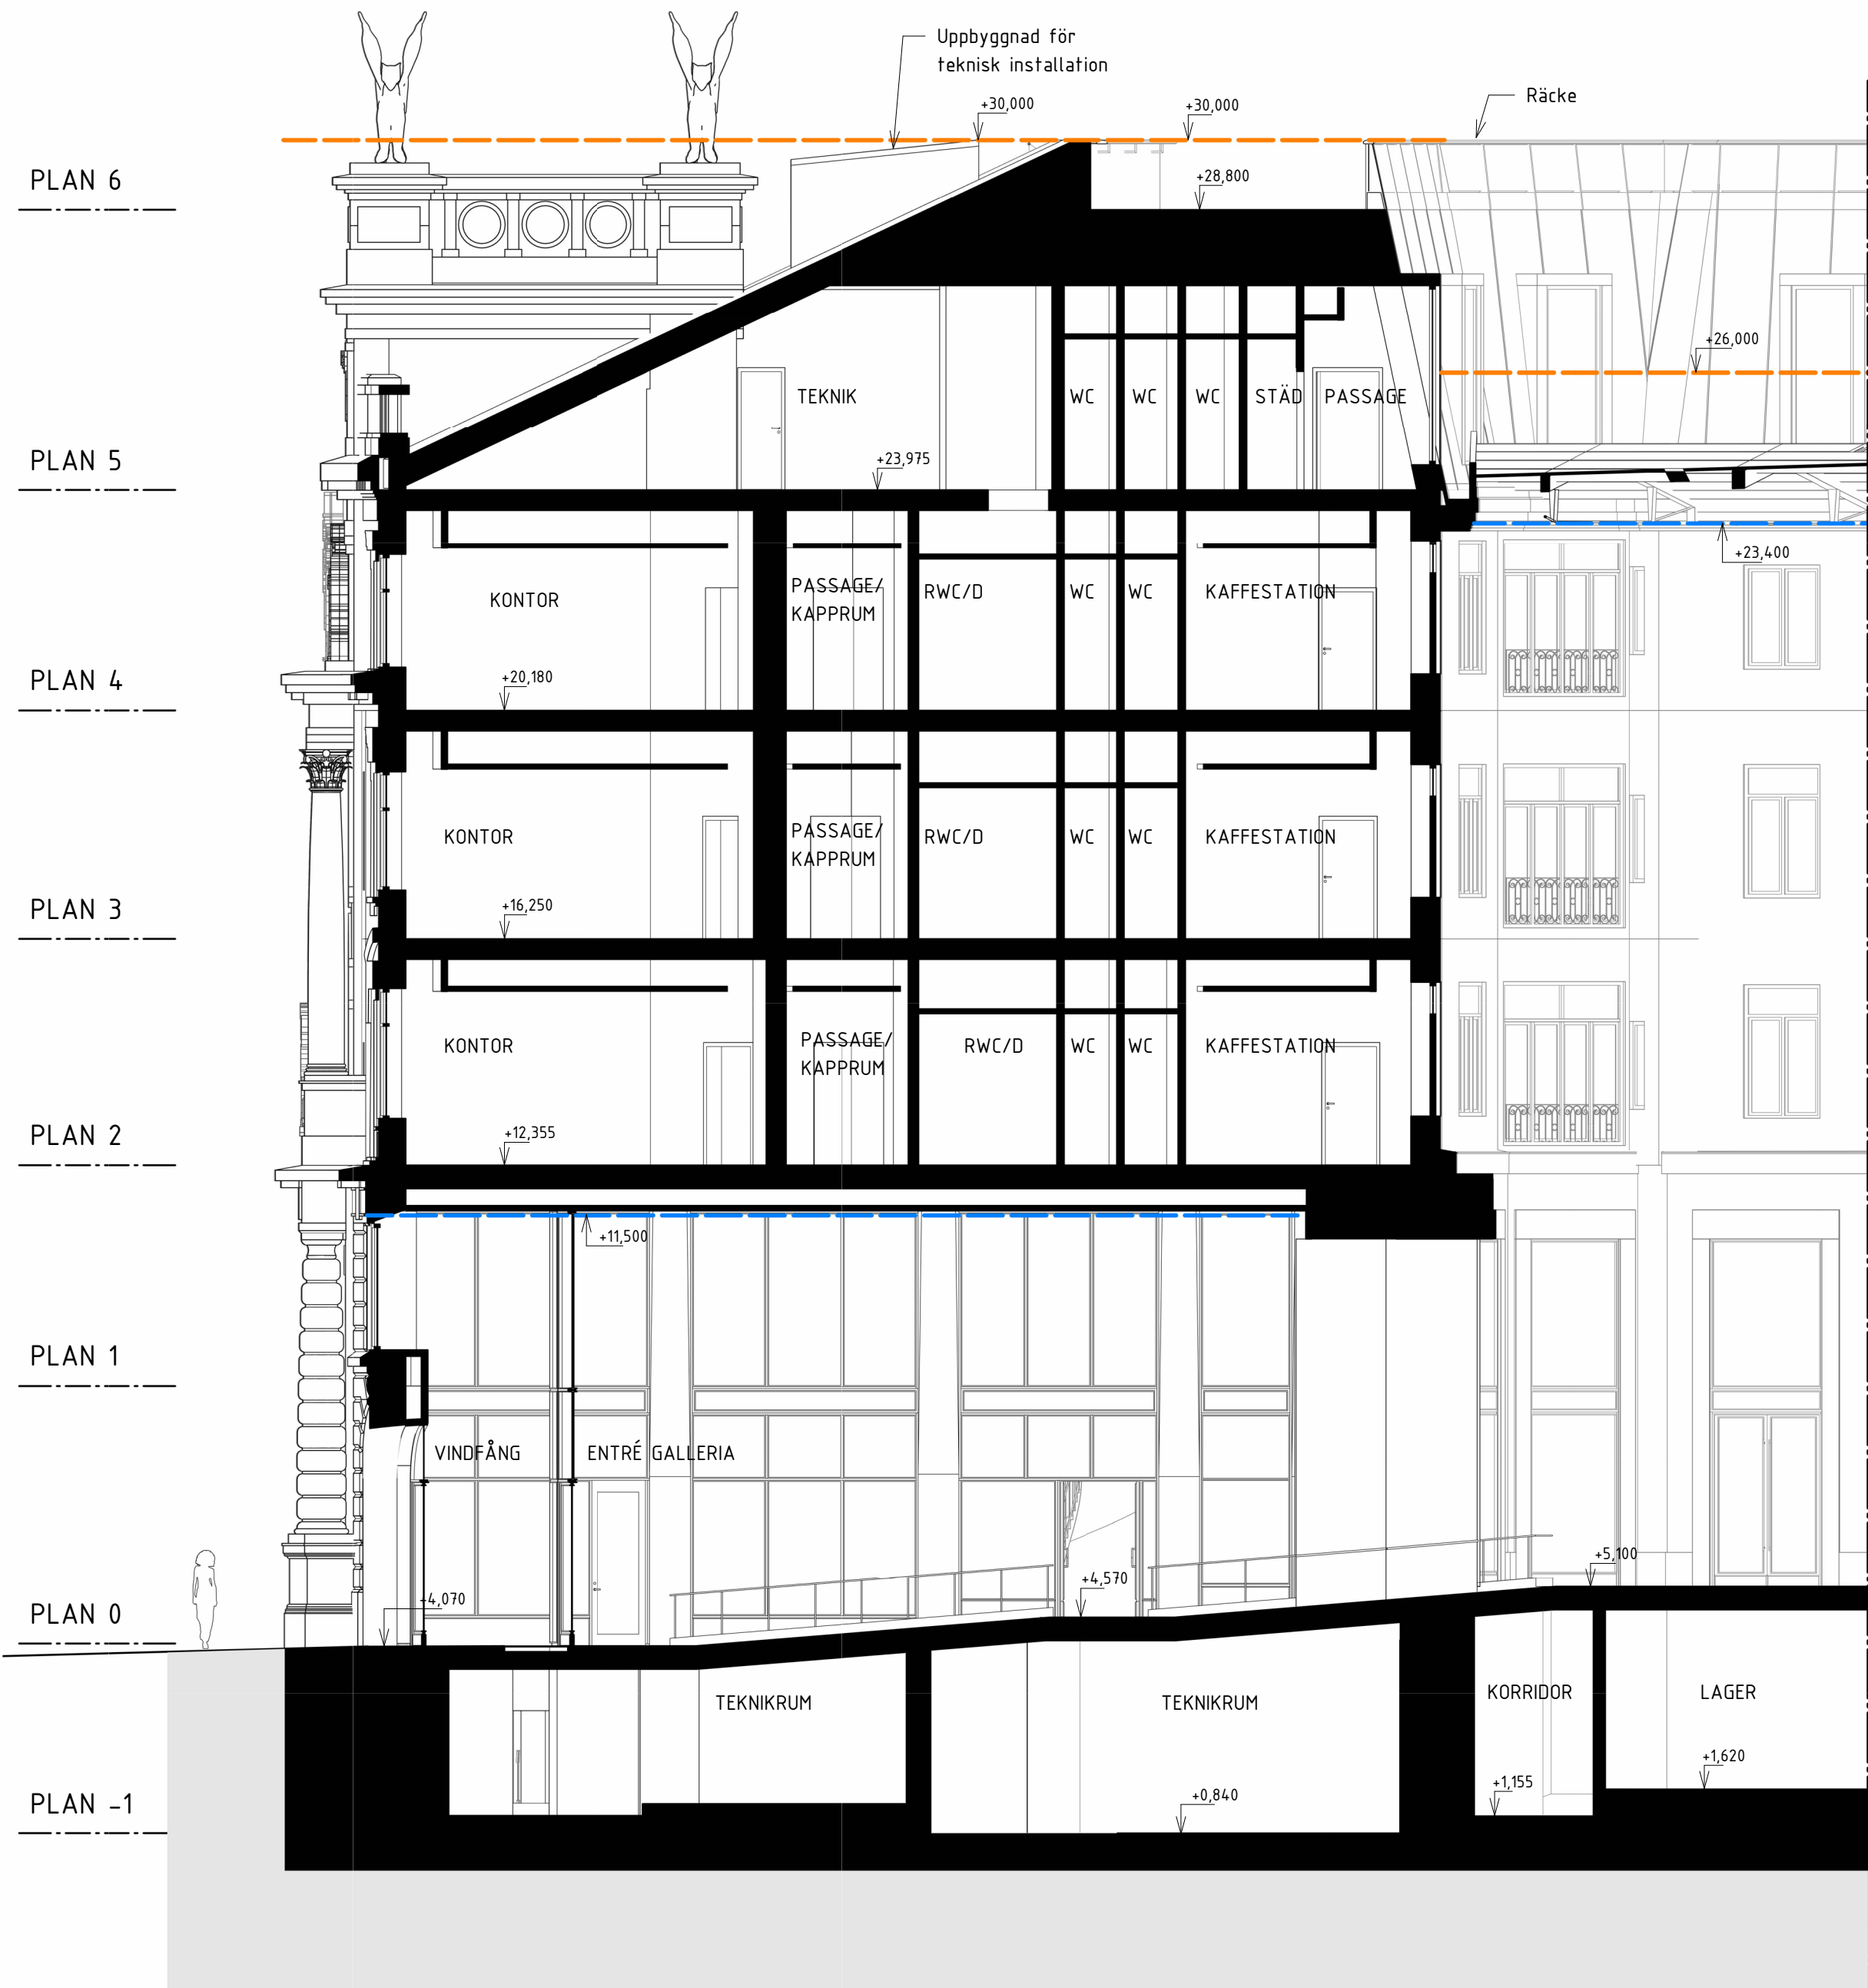 Uppbyggnad för
teknisk installation
+30,000
+30,000
Räcke
PLAN 6
+28,800
+26,000
TEKNIK
WC
WC
WC
STÄD
PASSAGE
PLAN 5
+23,975
+23,400
KONTOR
PASSAGE/
KAPPRUM
RWC/D
WC
WC
KAFFESTATION
PLAN 4
+20,180
KONTOR
PASSAGE/
KAPPRUM
RWC/D
WC
WC
KAFFESTATION
PLAN 3
+16,250
KONTOR
PASSAGE/
KAPPRUM
RWC/D
WC
WC
KAFFESTATION
PLAN 2
+12,355
+11,500
PLAN 1
VINDFÅNG
ENTRÉ GALLERIA
+5,100
+4,570
PLAN 0
+4,070
TEKNIKRUM
TEKNIKRUM
KORRIDOR
LAGER
+1,620
+1,155
PLAN -1
+0,840